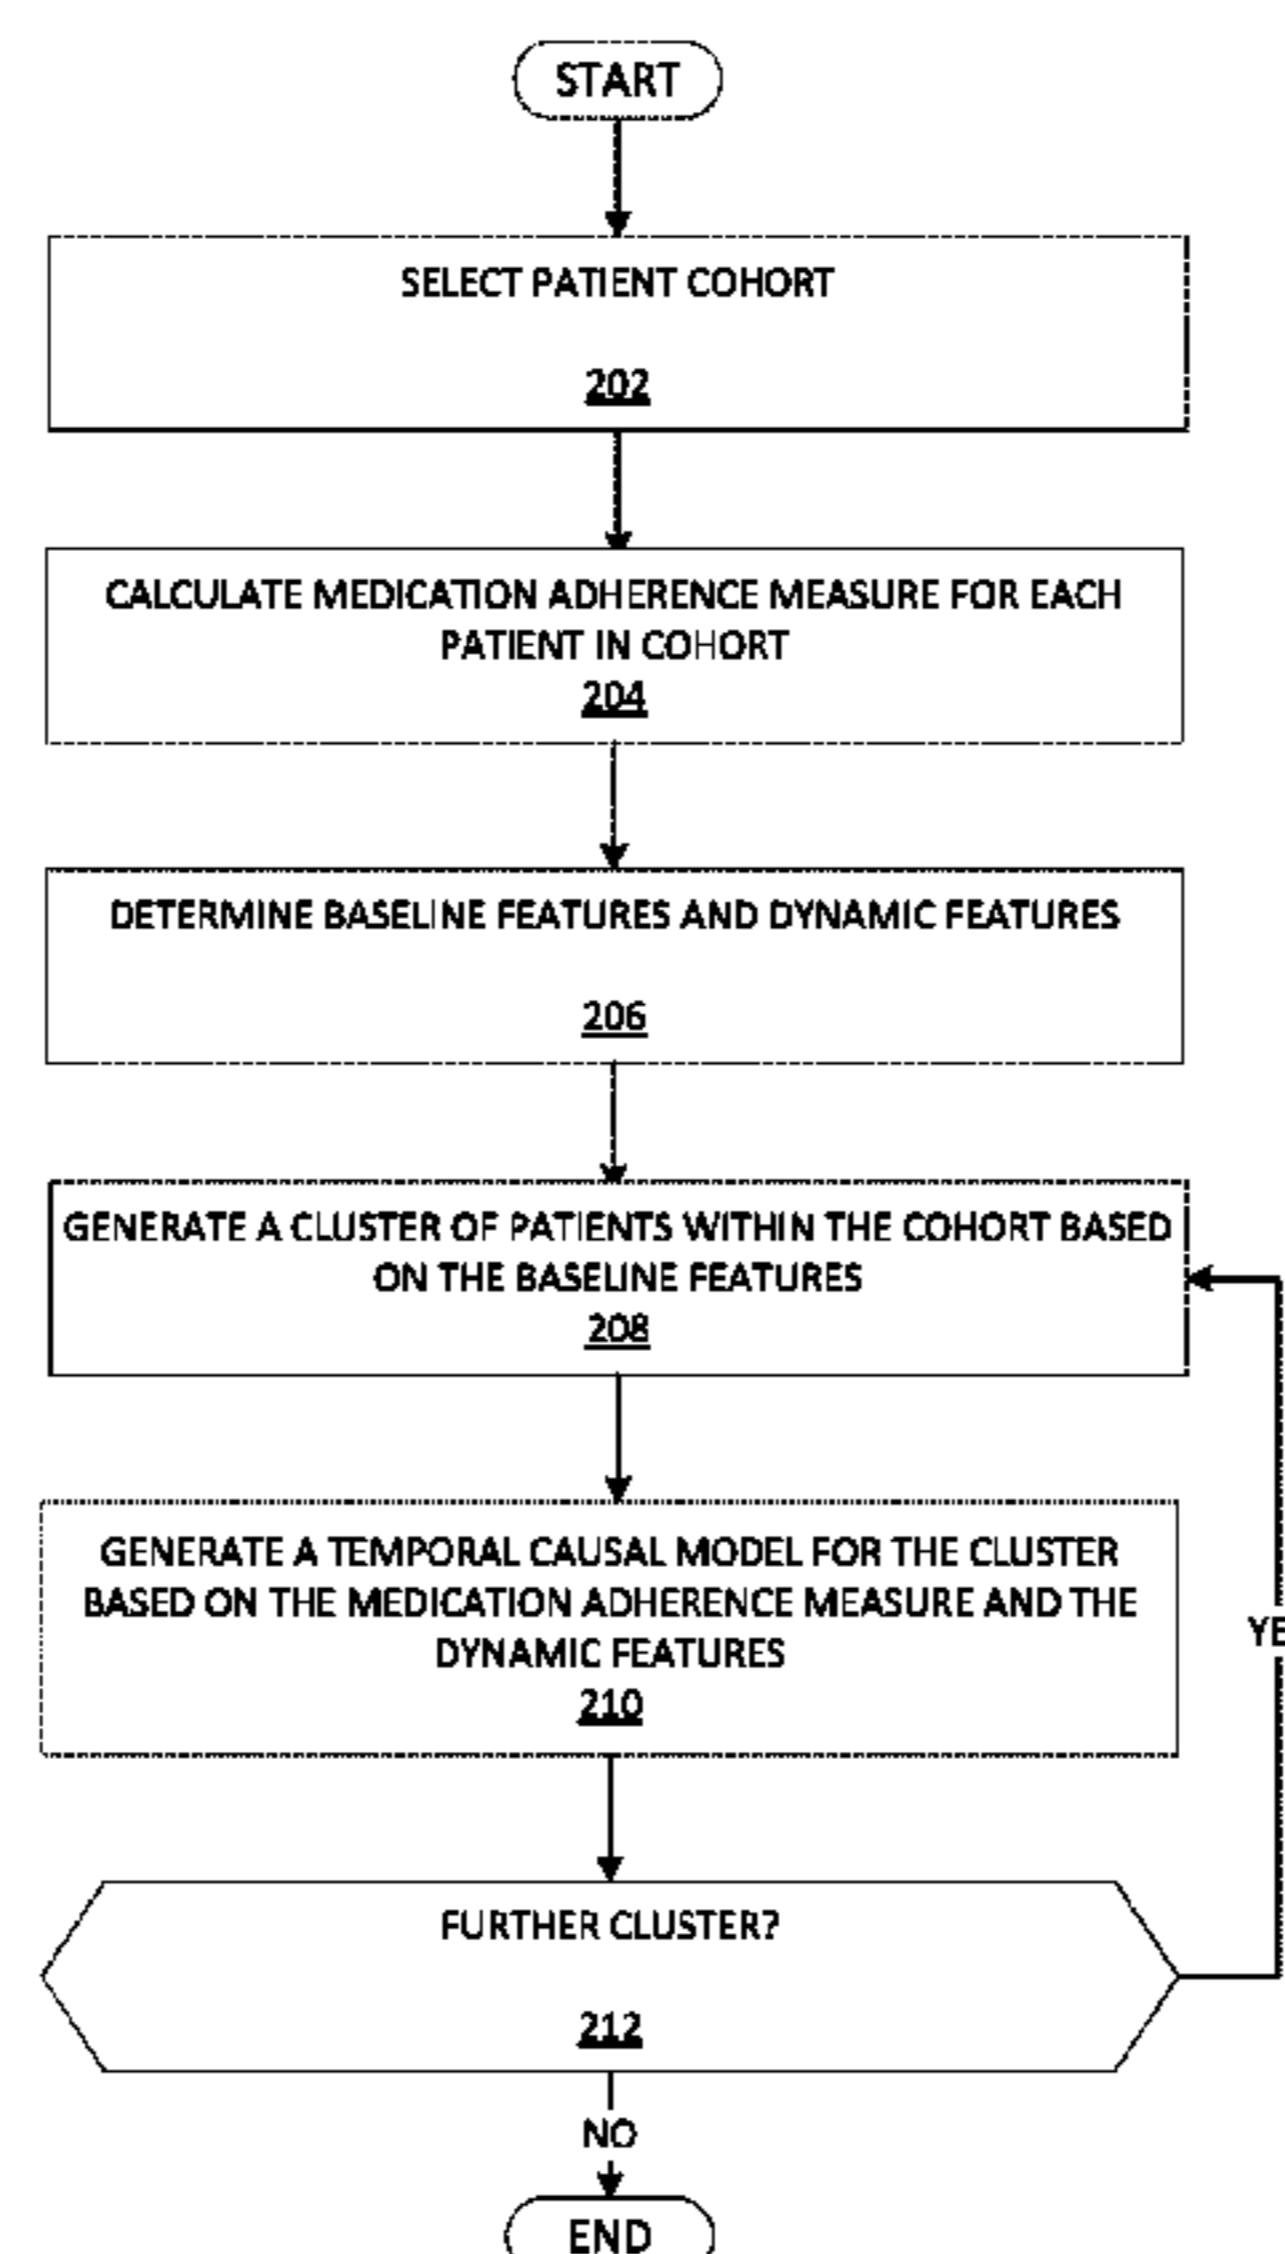 START
SELECT PATIENT COHORT
202
CALCULATE MEDICATION ADHERENCE MEASURE FOR EACH
PATIENT IN COHORT
204
DETERMINE BASELINE FEATURES AND DYNAMIC FEATURES
206
GENERATE A CLUSTER OF PATIENTS WITHIN THE COHORT BASED
ON THE BASELINE FEATURES
208
GENERATE A TEMPORAL CAUSAL MODEL FOR THE CLUSTER
BASED ON THE MEDICATION ADHERENCE MEASURE AND THE
DYNAMIC FEATURES
210
YE
FURTHER CLUSTER?
212
NO
END